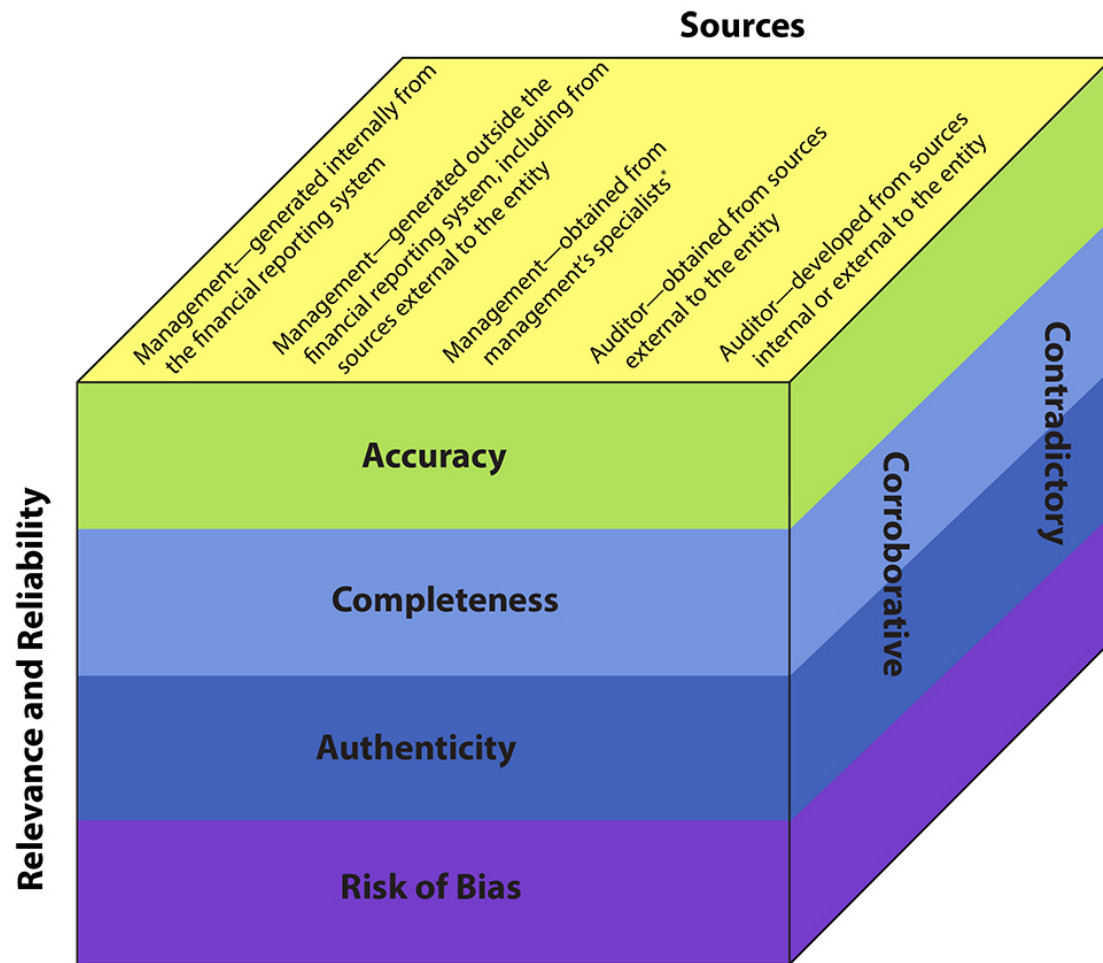 Sources
Management—generated internally from
the financial reporting system
Management—generated outside the
financial reporting system, including from
sources external to the entity
Management—obtained from
management’s specialists*
Auditor—obtained from sources
external to the entity
Auditor—developed from sources
internal or external to the entity
Relevance and Reliability
Accuracy
Completeness
Authenticity
Risk of Bias
Corroborative
Contradictory